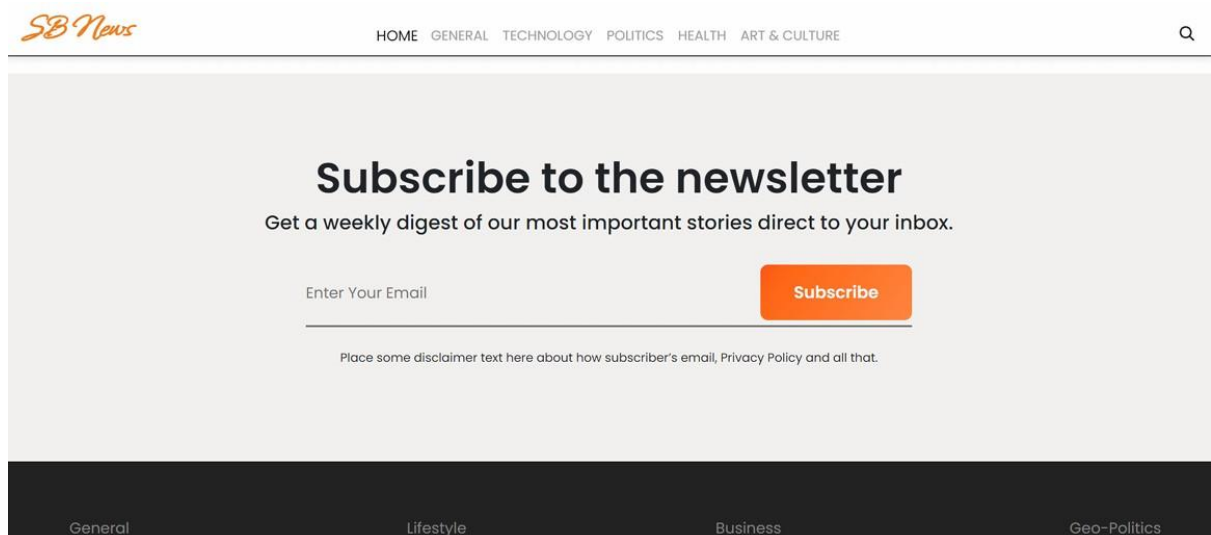 SB News
HOME GENERAL TECHNOLOGY POLITICS HEALTH ART & CULTURE
Subscribe to the newsletter
Get a weekly digest of our most important stories direct to your inbox.
Enter Your Email
Subscribe
Place some disclaimer text here about how subscriber's email, Privacy Policy and all that.
General Lifestyle Business Geo-Politics